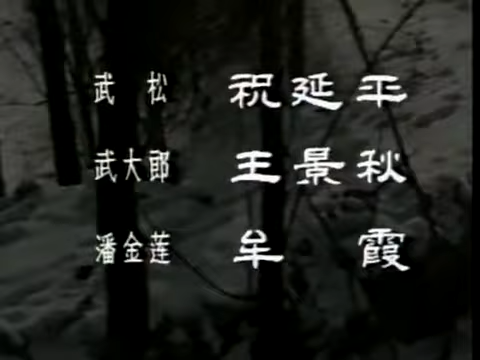 武松 祝延平
武大郎 王景秋
潘金莲 牟霞